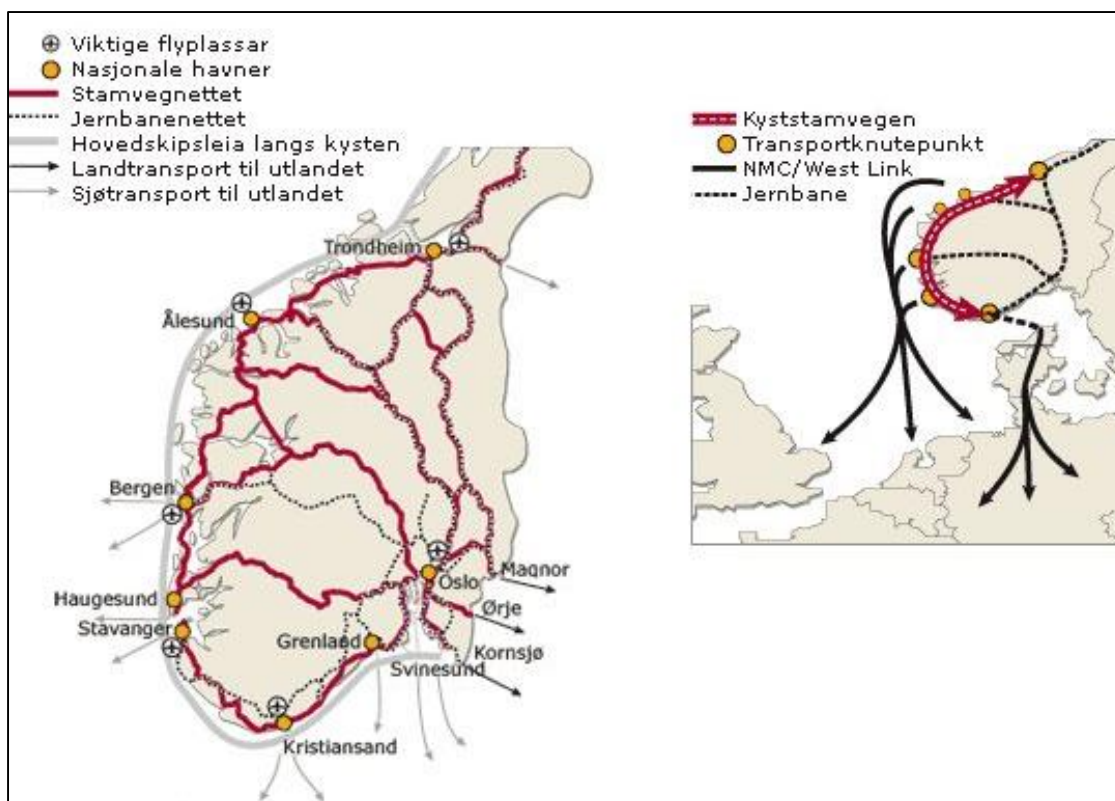 Viktige flyplassar
Nasjonale havner
Stamvegnettet
Jernbanenettet
Hovedskipsleia langs kysten
Landtransport til utlandet
Sjøtransport til utlandet
Trondheim
Ålesund
Bergen
Haugesund
Stavanger
Grenland
Kristiansand
Oslo
Magnor
Ørje
Kornsjø
Svinesund
Kyststamvegen
Transportknutepunkt
NMC/West Link
Jernbane